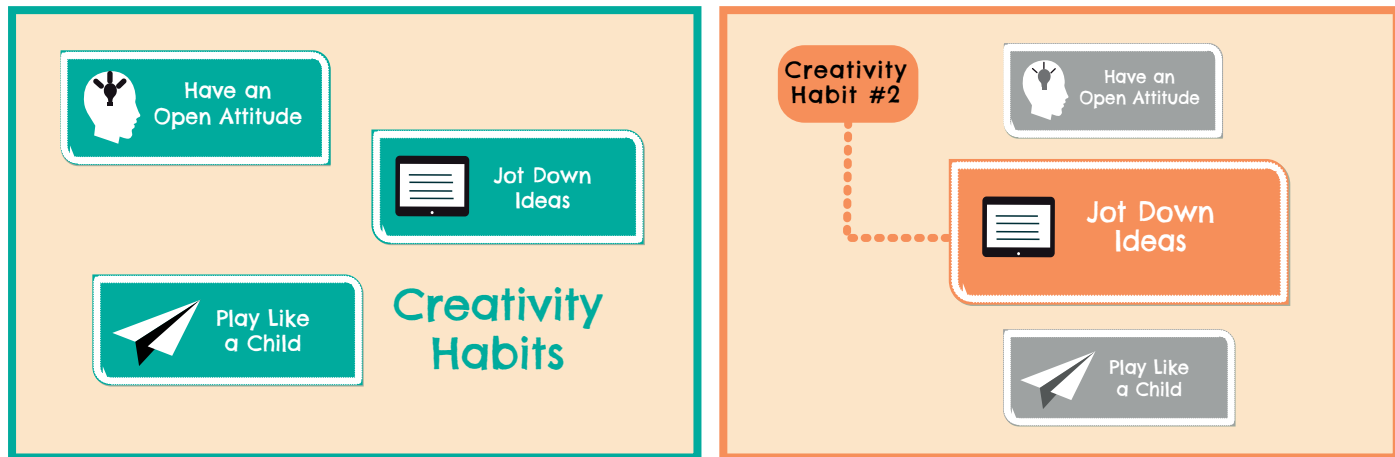 Have an
Open Attitude
Jot Down
Ideas
Play Like
a Child
Creativity
Habits
Creativity
Habit #2
Have an
Open Attitude
Jot Down
Ideas
Play Like
a Child